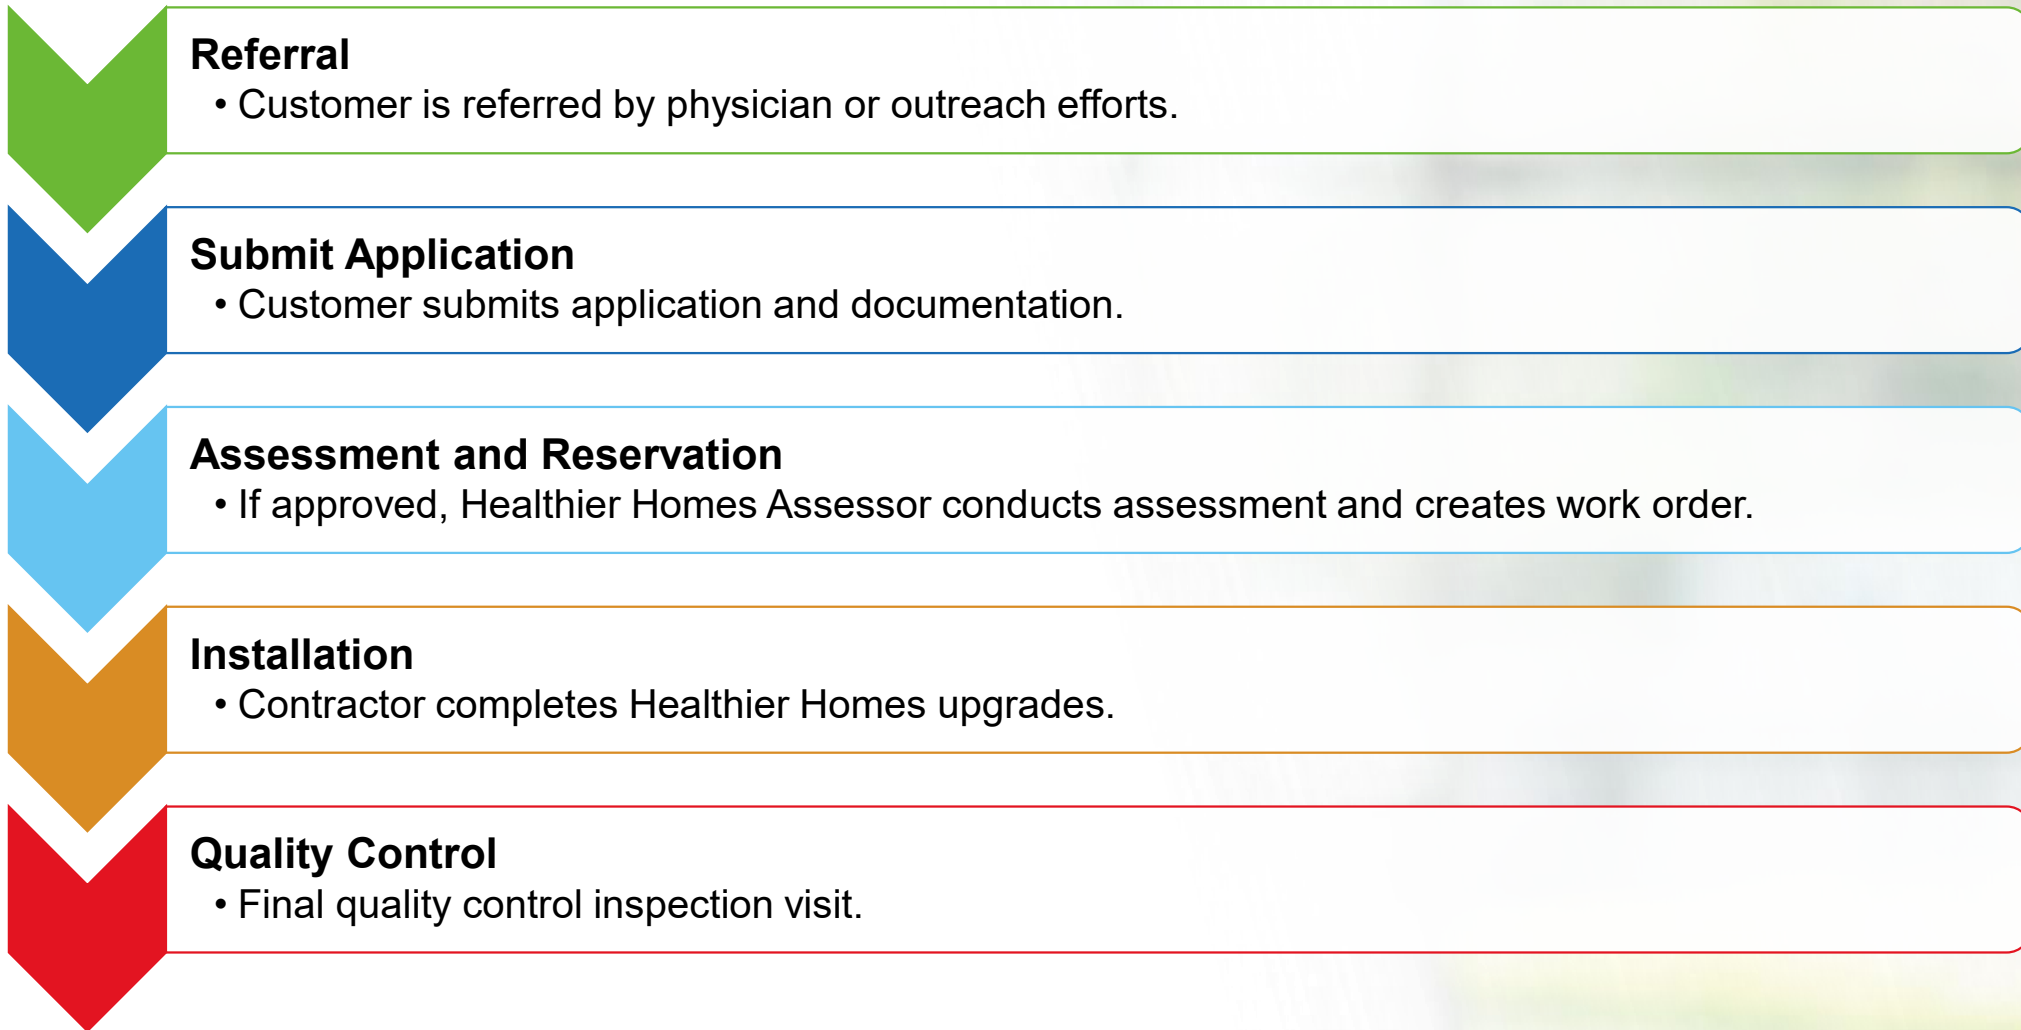 Referral
• Customer is referred by physician or outreach efforts.
Submit Application
• Customer submits application and documentation.
Assessment and Reservation
• If approved, Healthier Homes Assessor conducts assessment and creates work order.
Installation
• Contractor completes Healthier Homes upgrades.
Quality Control
• Final quality control inspection visit.